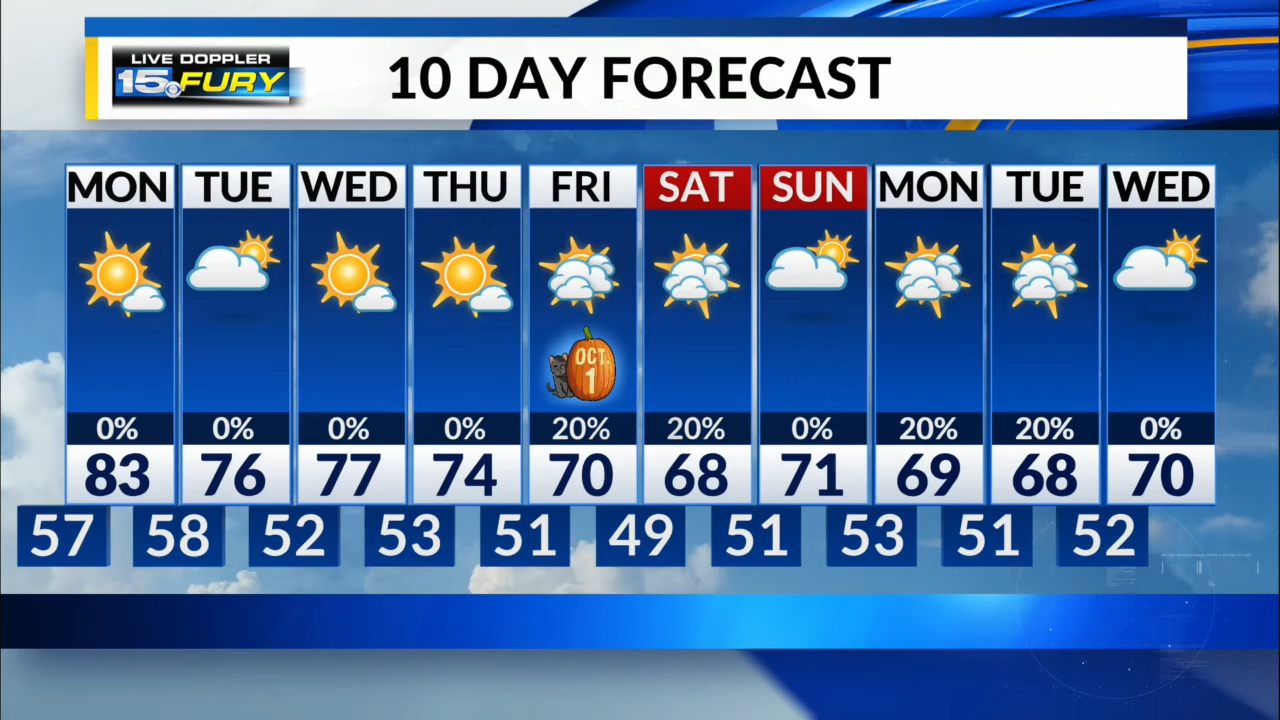 LIVE DOPPLER
15 FURY
10 DAY FORECAST
MON TUE WED THU FRI SAT SUN MON TUE WED
OCT.
1
0% 0% 0% 0% 20% 20% 0% 20% 20% 0%
83 76 77 74 70 68 71 69 68 70
57 58 52 53 51 49 51 53 51 52